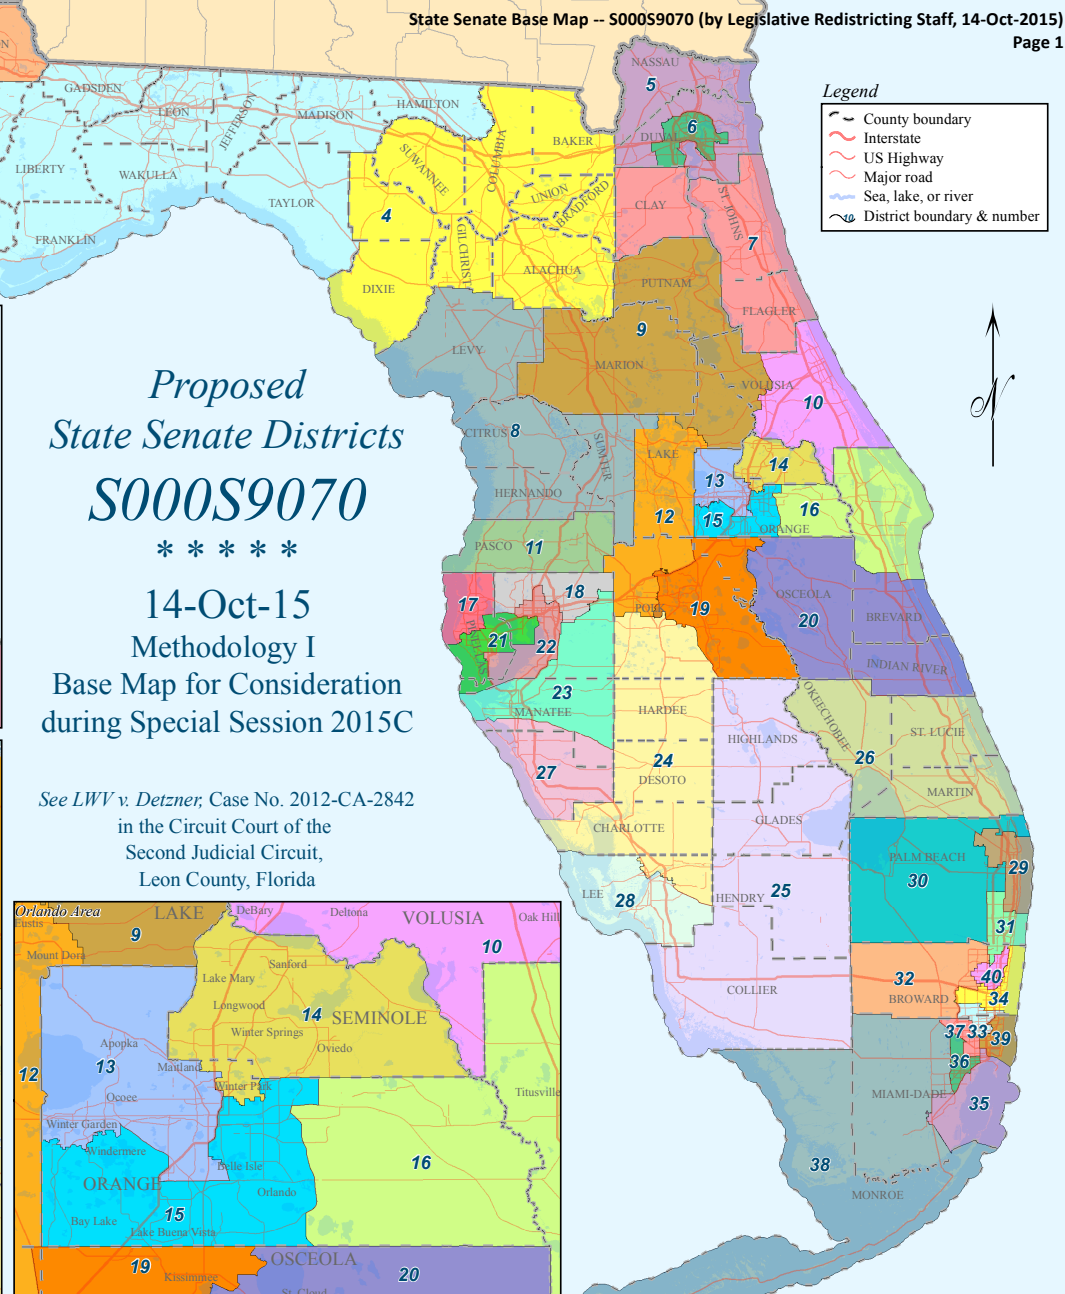 State Senate Base Map -- S000S9070 (by Legislative Redistricting Staff, 14-Oct-2015)
Page 1
Legend
County boundary
Interstate
US Highway
Major road
Sea, lake, or river
10 District boundary & number
Proposed
State Senate Districts
S000S9070
* * * * *
14-Oct-15
Methodology I
Base Map for Consideration
during Special Session 2015C
See LWV v. Detzner, Case No. 2012-CA-2842
in the Circuit Court of the
Second Judicial Circuit,
Leon County, Florida
N
NASSAU
5
GADSDEN
LEON
JEFFERSON
MADISON
HAMILTON
COLUMBIA
BAKER
DUVAL
6
LIBERTY
WAKULLA
SUWANNEE
UNION
BRADFORD
TAYLOR
4
CLAY
ST. JOHNS
7
FRANKLIN
GILCHRIST
ALACHUA
DIXIE
PUTNAM
FLAGLER
9
LEVY
MARION
VOLUSIA
10
CITRUS
8
SUMTER
LAKE
14
13
HERNANDO
12
15
16
ORANGE
PASCO
11
17
18
POLK
19
OSCEOLA
20
BREVARD
PINELLAS
21
22
INDIAN RIVER
23
MANATEE
HARDEE
OKEECHOBEE
HIGHLANDS
ST. LUCIE
26
27
24
DESOTO
MARTIN
CHARLOTTE
GLADES
PALM BEACH
29
LEE
28
HENDRY
25
30
31
COLLIER
32
40
BROWARD
34
37
33
39
36
MIAMI-DADE
35
38
MONROE
Orlando Area
LAKE
DeBary
Deltona
VOLUSIA
Oak Hill
Eustis
9
10
Mount Dora
Sanford
Lake Mary
Longwood
14
SEMINOLE
Winter Springs
Oviedo
Apopka
12
13
Maitland
Winter Park
Ocoee
Titusville
Winter Garden
Windermere
Belle Isle
16
ORANGE
Orlando
15
Bay Lake
Lake Buena Vista
OSCEOLA
19
Kissimmee
20
St. Cloud